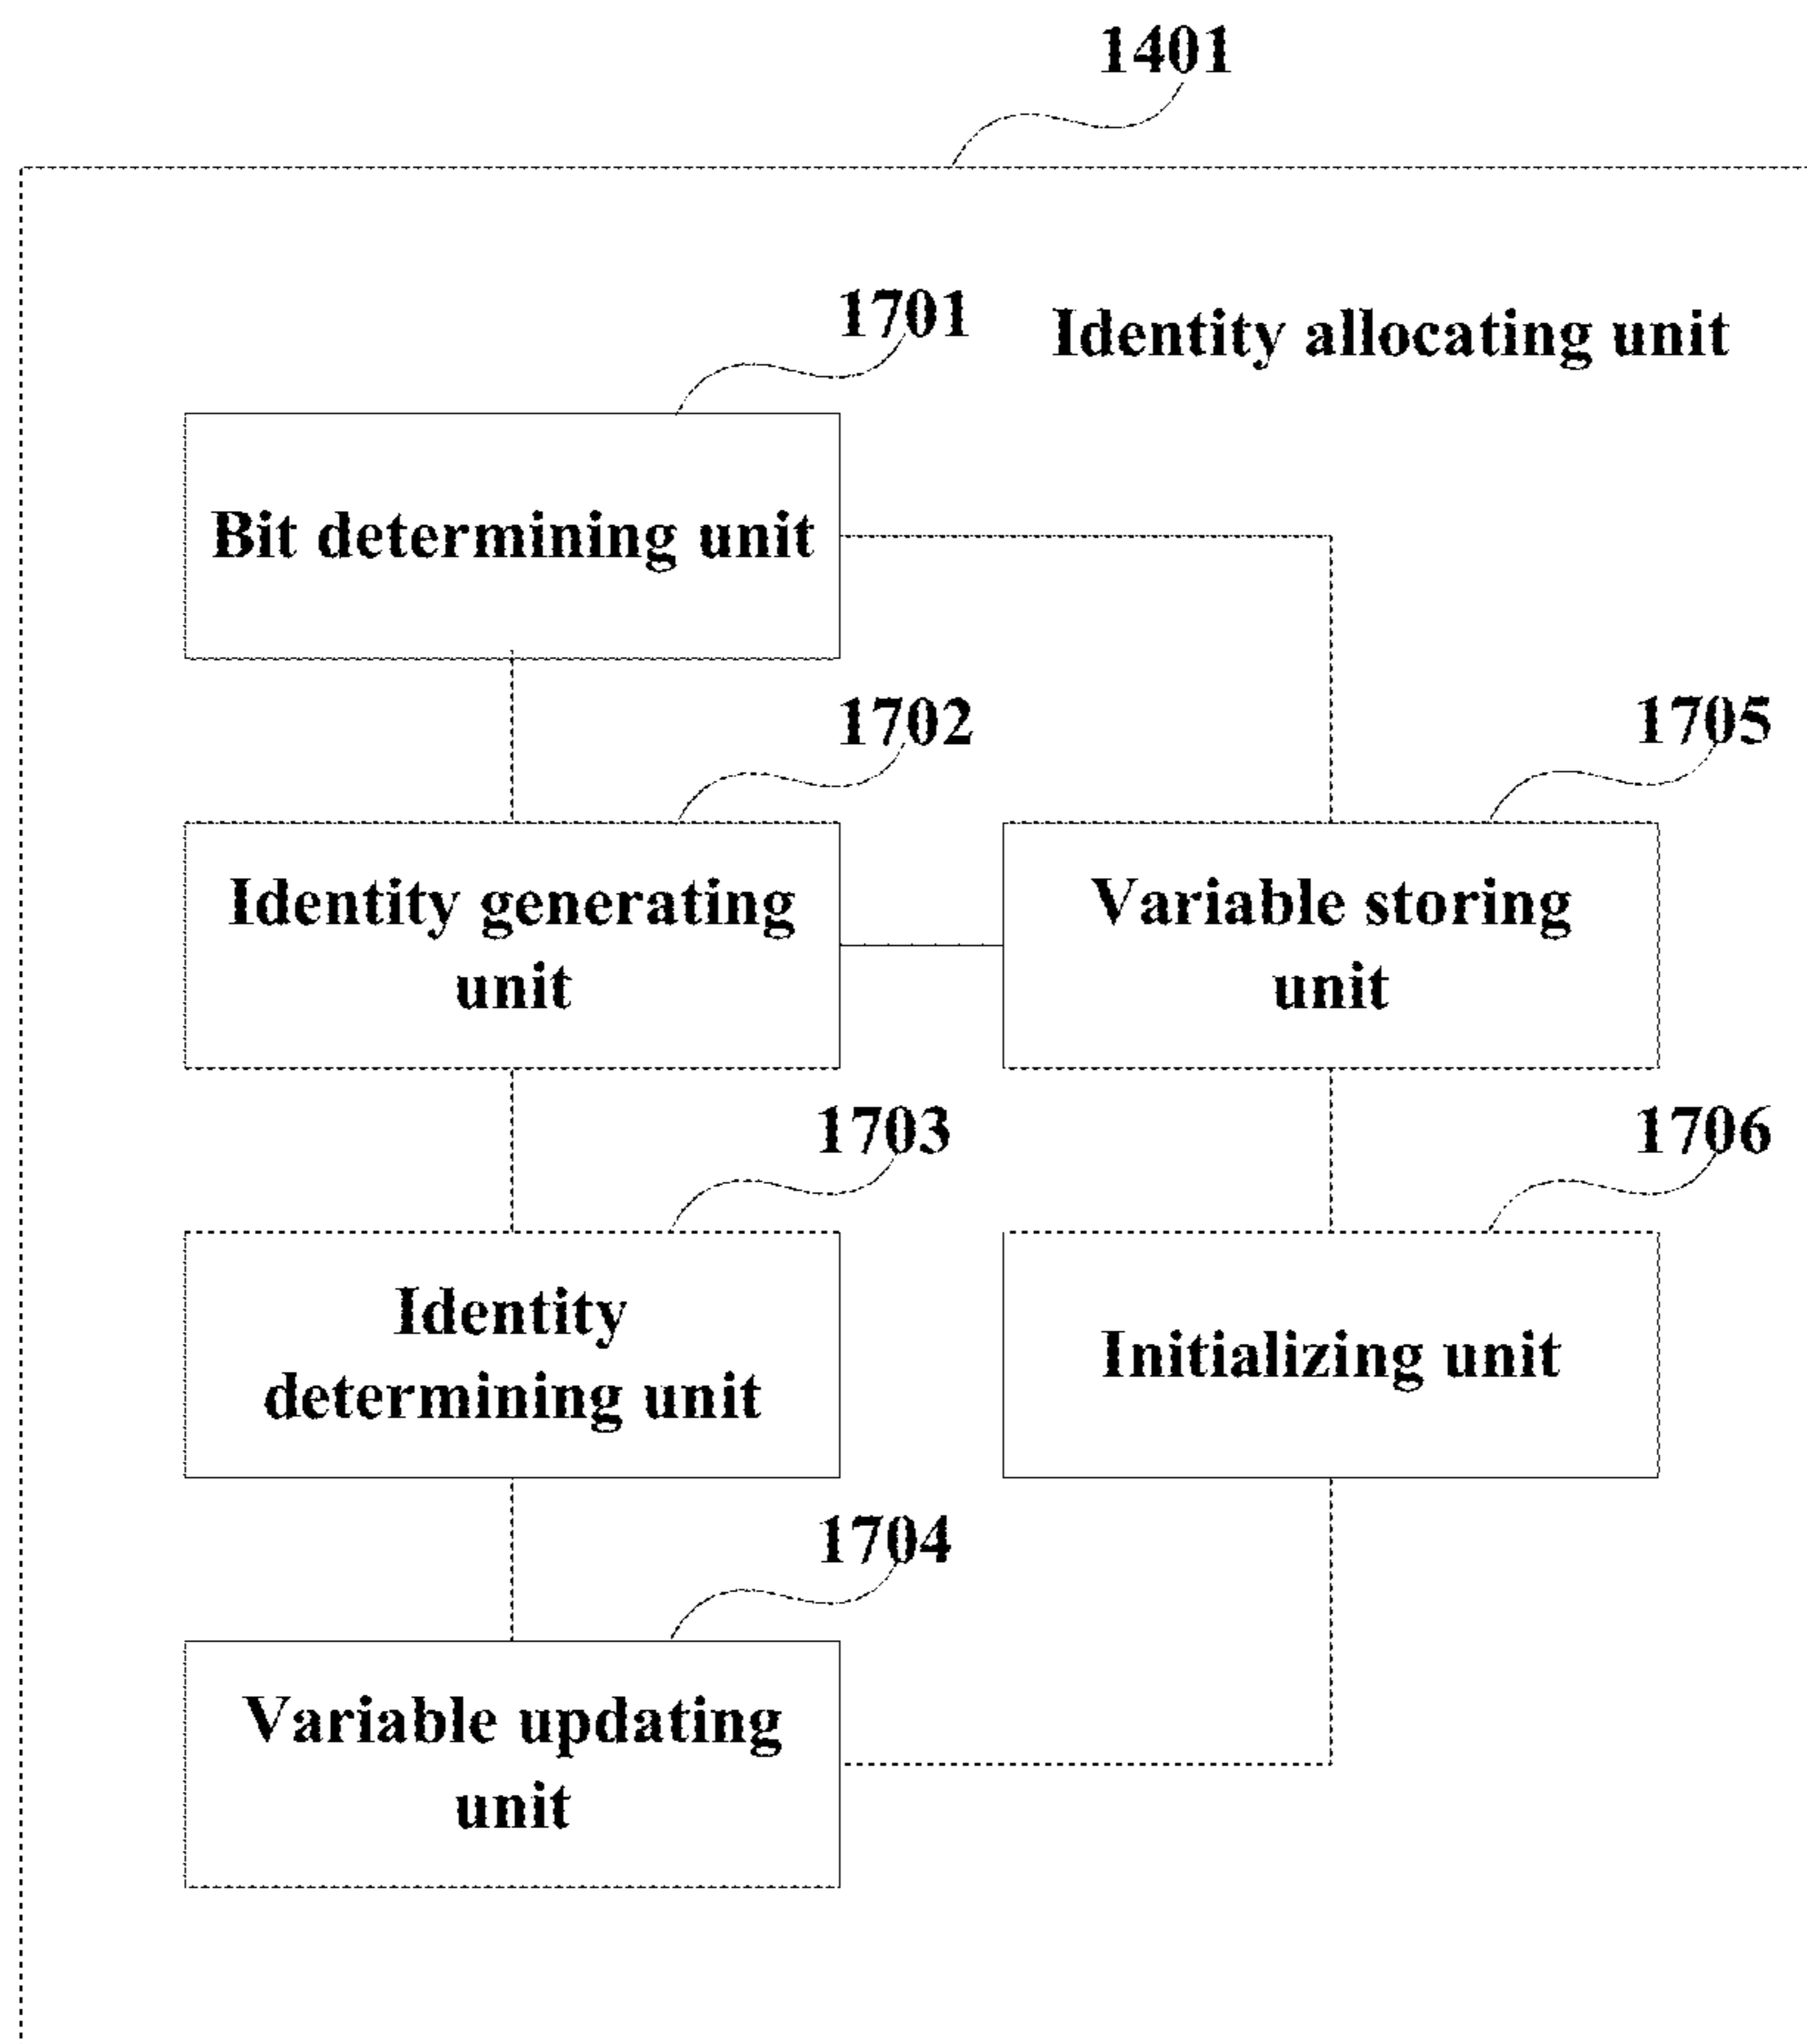 1401
1701
Identity allocating unit
Bit determining unit
1702
1705
Identity generating
unit
Variable storing
unit
1703
1706
Identity
determining unit
Initializing unit
1704
Variable updating
unit